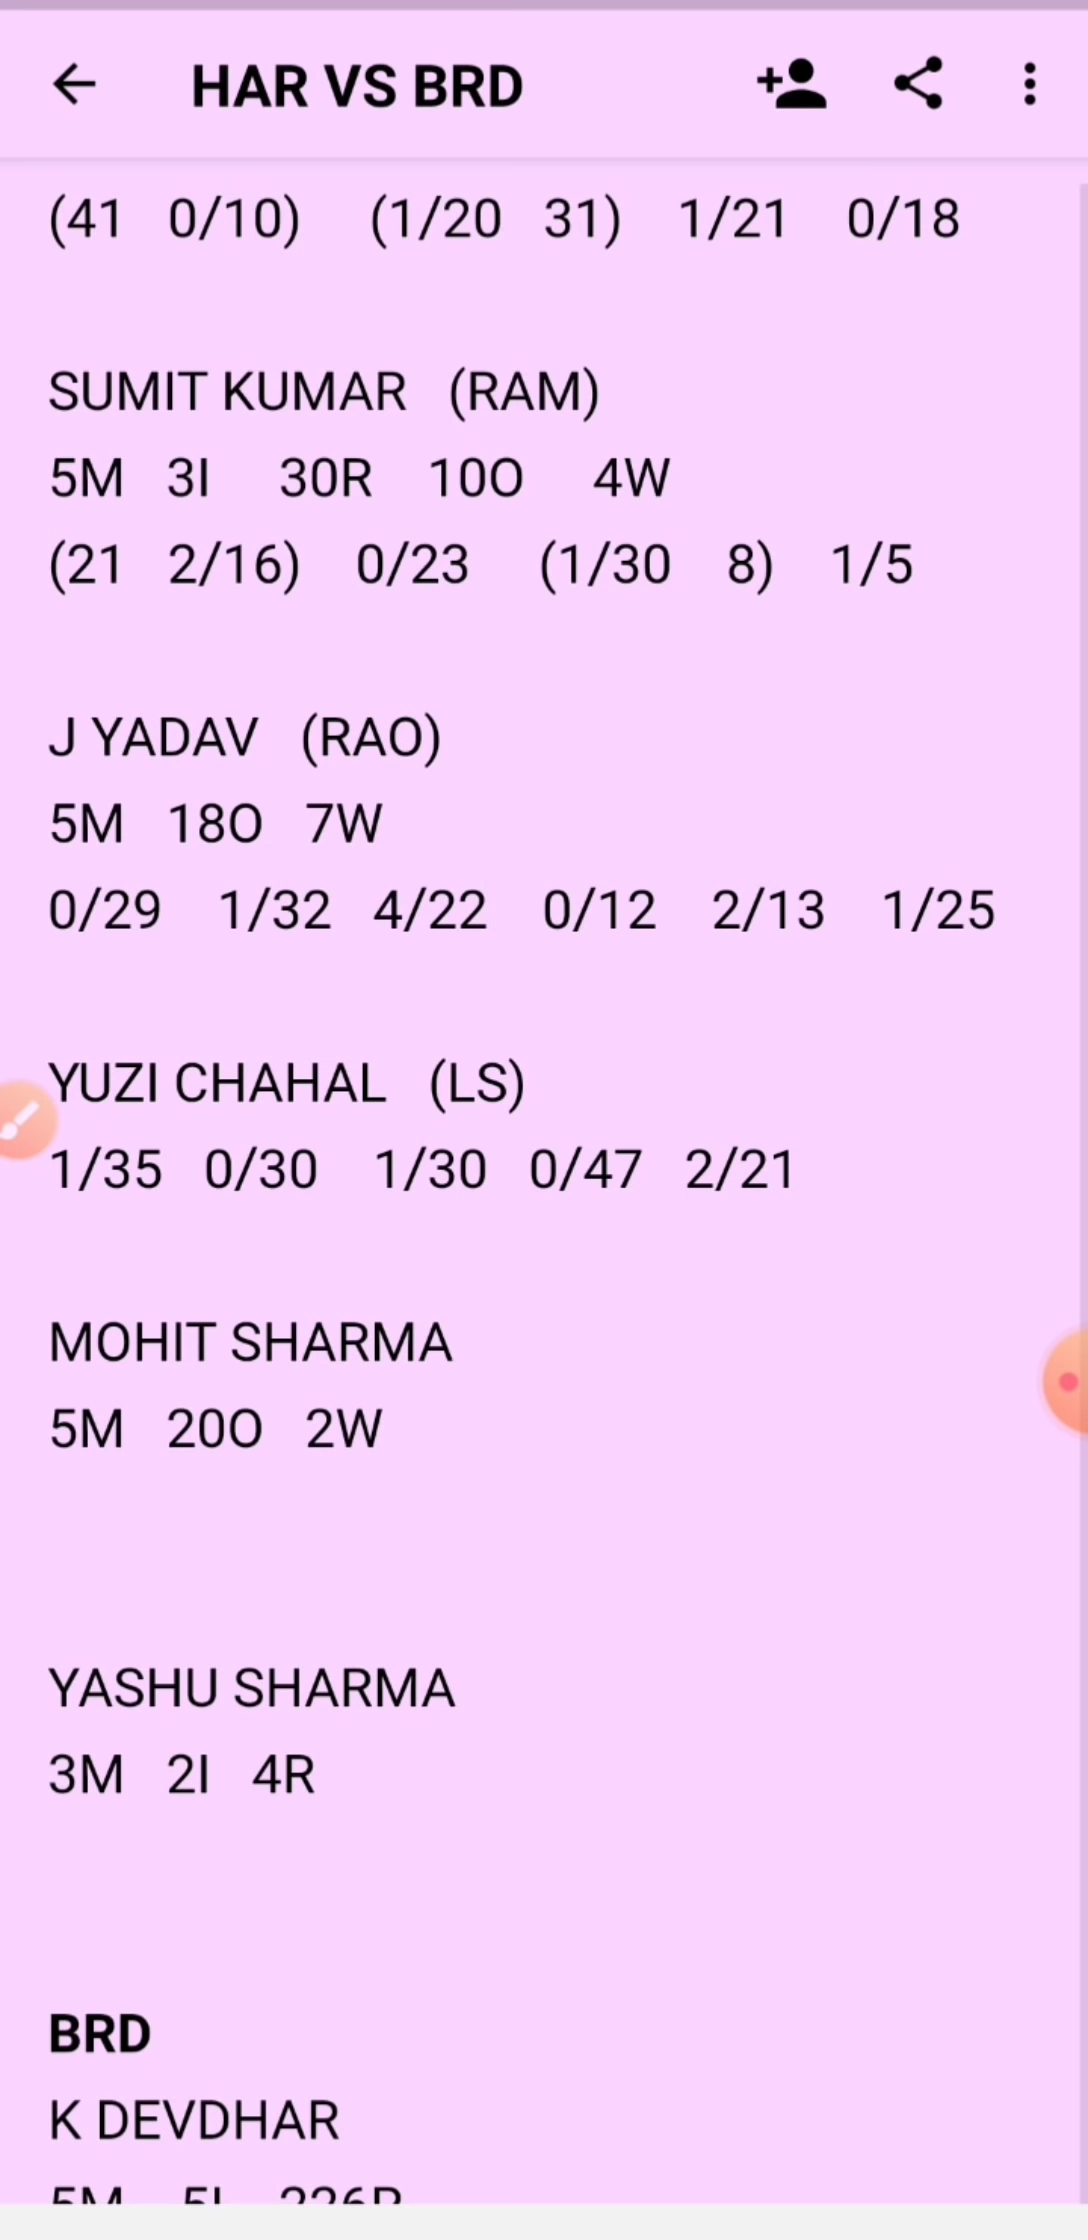 HAR VS BRD
(41 0/10) (1/20 31) 1/21 0/18
SUMIT KUMAR (RAM)
5M 3I 30R 10O 4W
(21 2/16) 0/23 (1/30 8) 1/5
J YADAV (RAO)
5M 18O 7W
0/29 1/32 4/22 0/12 2/13 1/25
YUZI CHAHAL (LS)
1/35 0/30 1/30 0/47 2/21
MOHIT SHARMA
5M 20O 2W
YASHU SHARMA
3M 2I 4R
BRD
K DEVDHAR
5M 5I